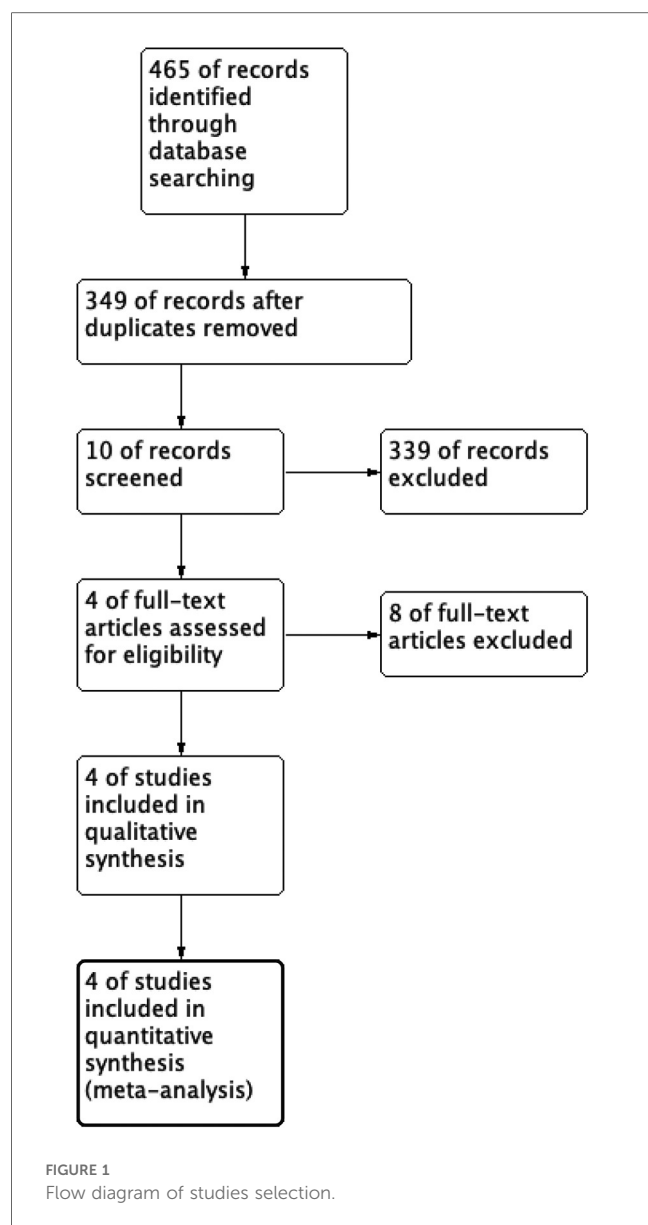 465 of records
identified
through
database
searching
349 of records after
duplicates removed
10 of records
screened
339 of records
excluded
4 of full-text
articles assessed
for eligibility
8 of full-text
articles excluded
4 of studies
included in
qualitative
synthesis
4 of studies
included in
quantitative
synthesis
(meta-analysis)
FIGURE 1
Flow diagram of studies selection.